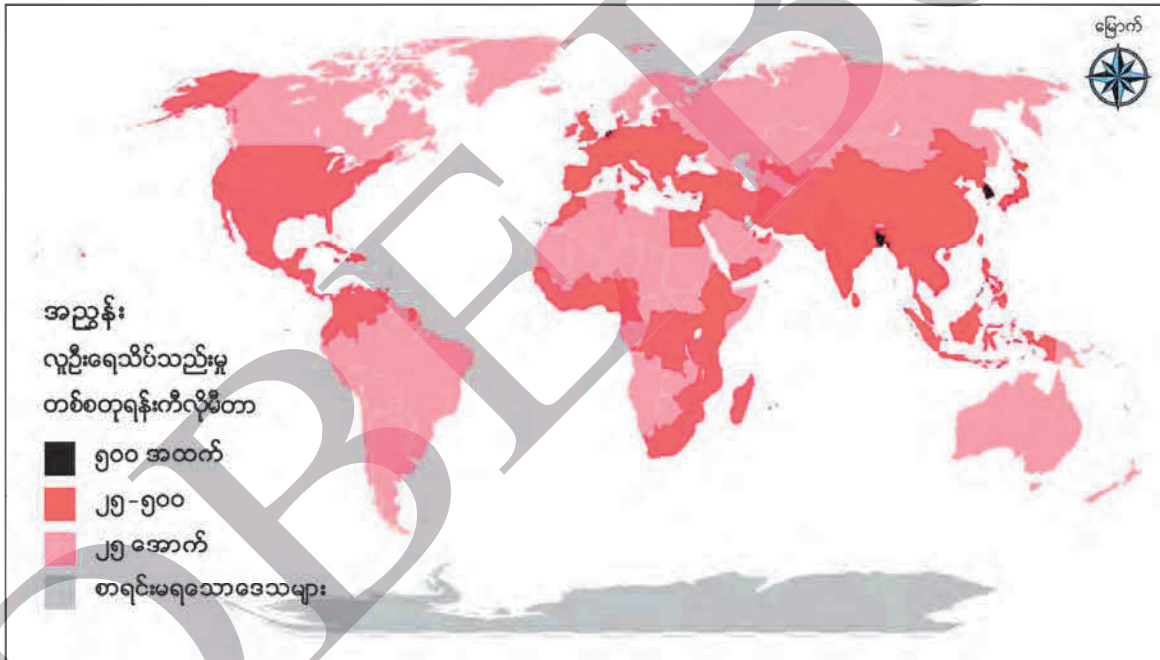 မြောက်
အညွှန်း
လူဦးရေသိပ်သည်းမှု
တစ်စတုရန်းကီလိုမီတာ
၅၀၀ အထက်
၂၅-၅၀၀
၂၅ အောက်
စာရင်းမရသောဒေသများ